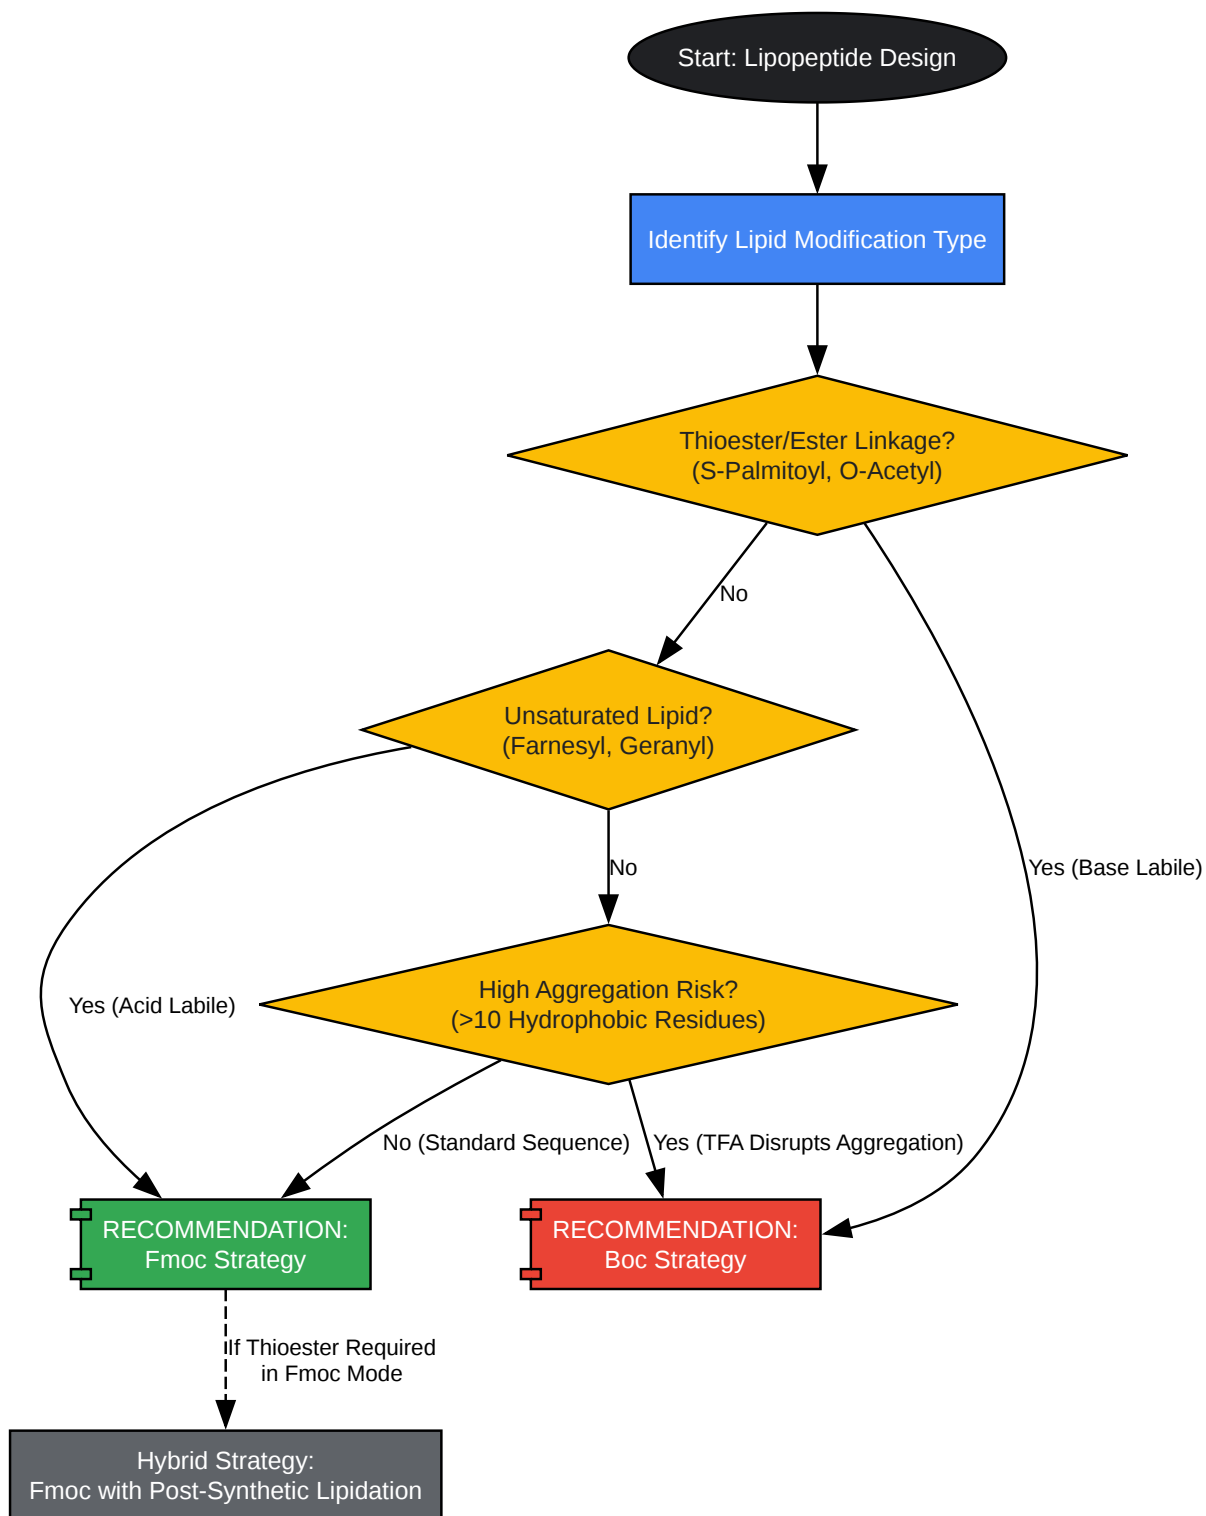 Start: Lipopeptide Design
Identify Lipid Modification Type
Thioester/Ester Linkage?
(S-Palmitoyl, O-Acetyl)
No
Unsaturated Lipid?
(Farnesyl, Geranyl)
No
Yes (Base Labile)
High Aggregation Risk?
(>10 Hydrophobic Residues)
Yes (Acid Labile)
No (Standard Sequence)
Yes (TFA Disrupts Aggregation)
RECOMMENDATION:
Fmoc Strategy
RECOMMENDATION:
Boc Strategy
If Thioester Required
in Fmoc Mode
Hybrid Strategy:
Fmoc with Post-Synthetic Lipidation